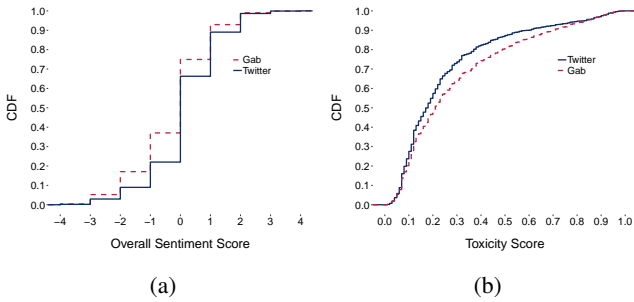 1.0
0.9
0.8
0.7
0.6
0.5
0.4
0.3
0.2
0.1
0.0
CDF
Gab
Twitter
−4 −3 −2 −1 0 1 2 3 4
Overall Sentiment Score
(a)
1.0
0.9
0.8
0.7
0.6
0.5
0.4
0.3
0.2
0.1
0.0
CDF
Twitter
Gab
0.0 0.1 0.2 0.3 0.4 0.5 0.6 0.7 0.8 0.9 1.0
Toxicity Score
(b)